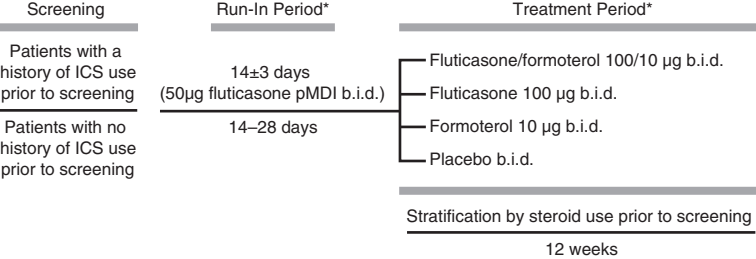 Screening
Run-In Period*
Treatment Period*
Patients with a
history of ICS use
prior to screening
Patients with no
history of ICS use
prior to screening
14±3 days
(50µg fluticasone pMDI b.i.d.)
14–28 days
Fluticasone/formoterol 100/10 µg b.i.d.
Fluticasone 100 µg b.i.d.
Formoterol 10 µg b.i.d.
Placebo b.i.d.
Stratification by steroid use prior to screening
12 weeks